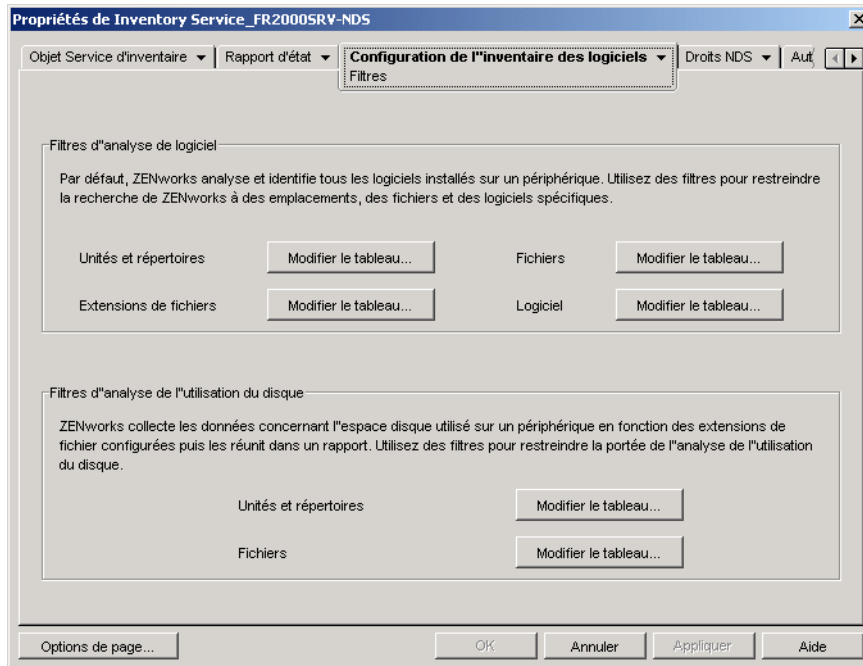 Propriétés de Inventory Service_FR2000SRV-NDS
Objet Service d'inventaire
Rapport d'état
Configuration de l''inventaire des logiciels
Filtres
Droits NDS
Aut
Filtres d''analyse de logiciel
Par défaut, ZENworks analyse et identifie tous les logiciels installés sur un périphérique. Utilisez des filtres pour restreindre
la recherche de ZENworks à des emplacements, des fichiers et des logiciels spécifiques.
Unités et répertoires
Modifier le tableau...
Fichiers
Modifier le tableau...
Extensions de fichiers
Modifier le tableau...
Logiciel
Modifier le tableau...
Filtres d''analyse de l''utilisation du disque
ZENworks collecte les données concernant l''espace disque utilisé sur un périphérique en fonction des extensions de
fichier configurées puis les réunit dans un rapport. Utilisez des filtres pour restreindre la portée de l''analyse de l''utilisation
du disque.
Unités et répertoires
Modifier le tableau...
Fichiers
Modifier le tableau...
Options de page...
OK
Annuler
Appliquer
Aide